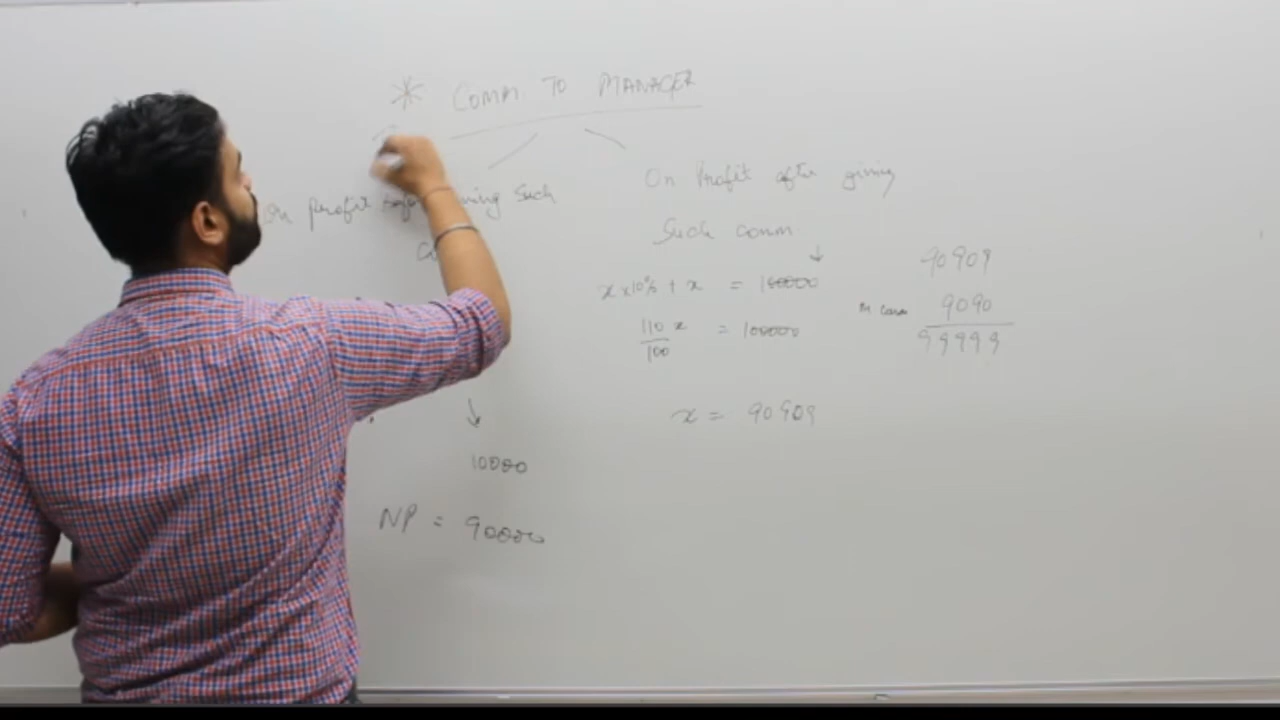 * COMM. TO MANAGER
On Profit giving Such
10000
NP = 90000
On Profit after giving
Such comm
x x 10% + x = 100000
110 x = 100000
100
x = 90909
90909
9090
99999